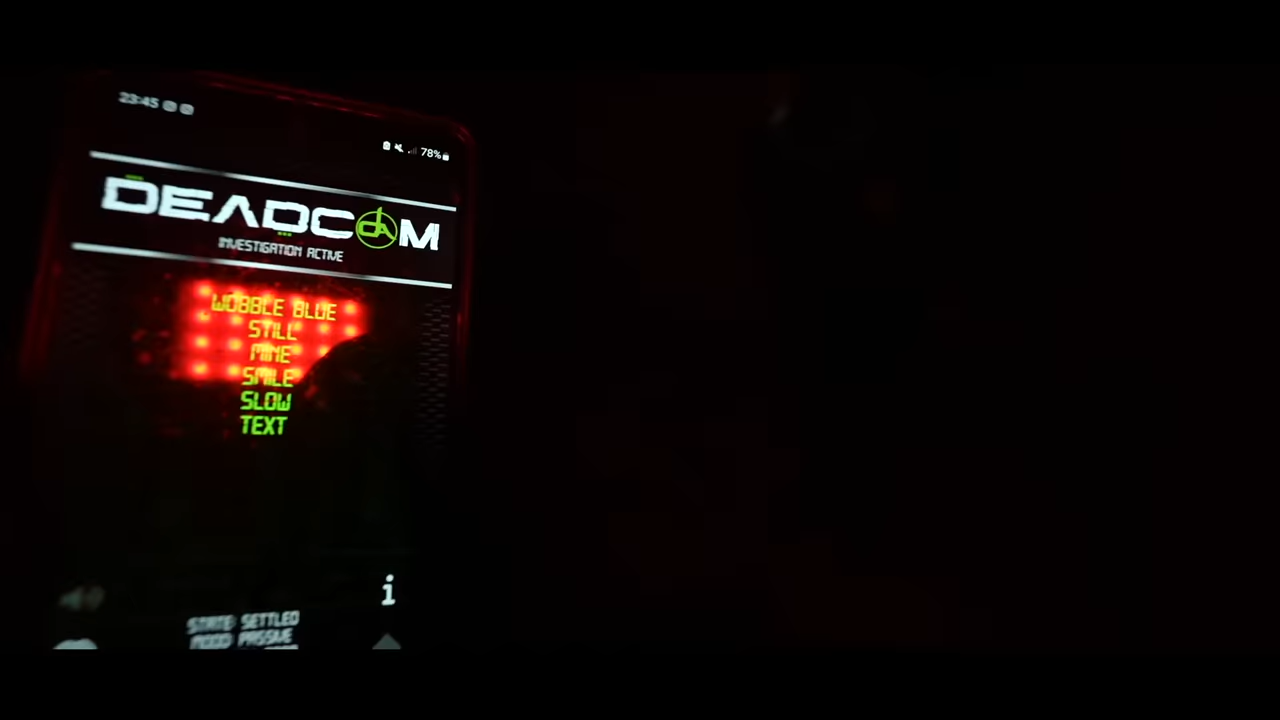 23:45
78%
DEADCOM
INVESTIGATION ACTIVE
WOBBLE BLUE
STILL
MINE
SMILE
SLOW
TEXT
i
STATE SETTLED
MOOD PASSIVE